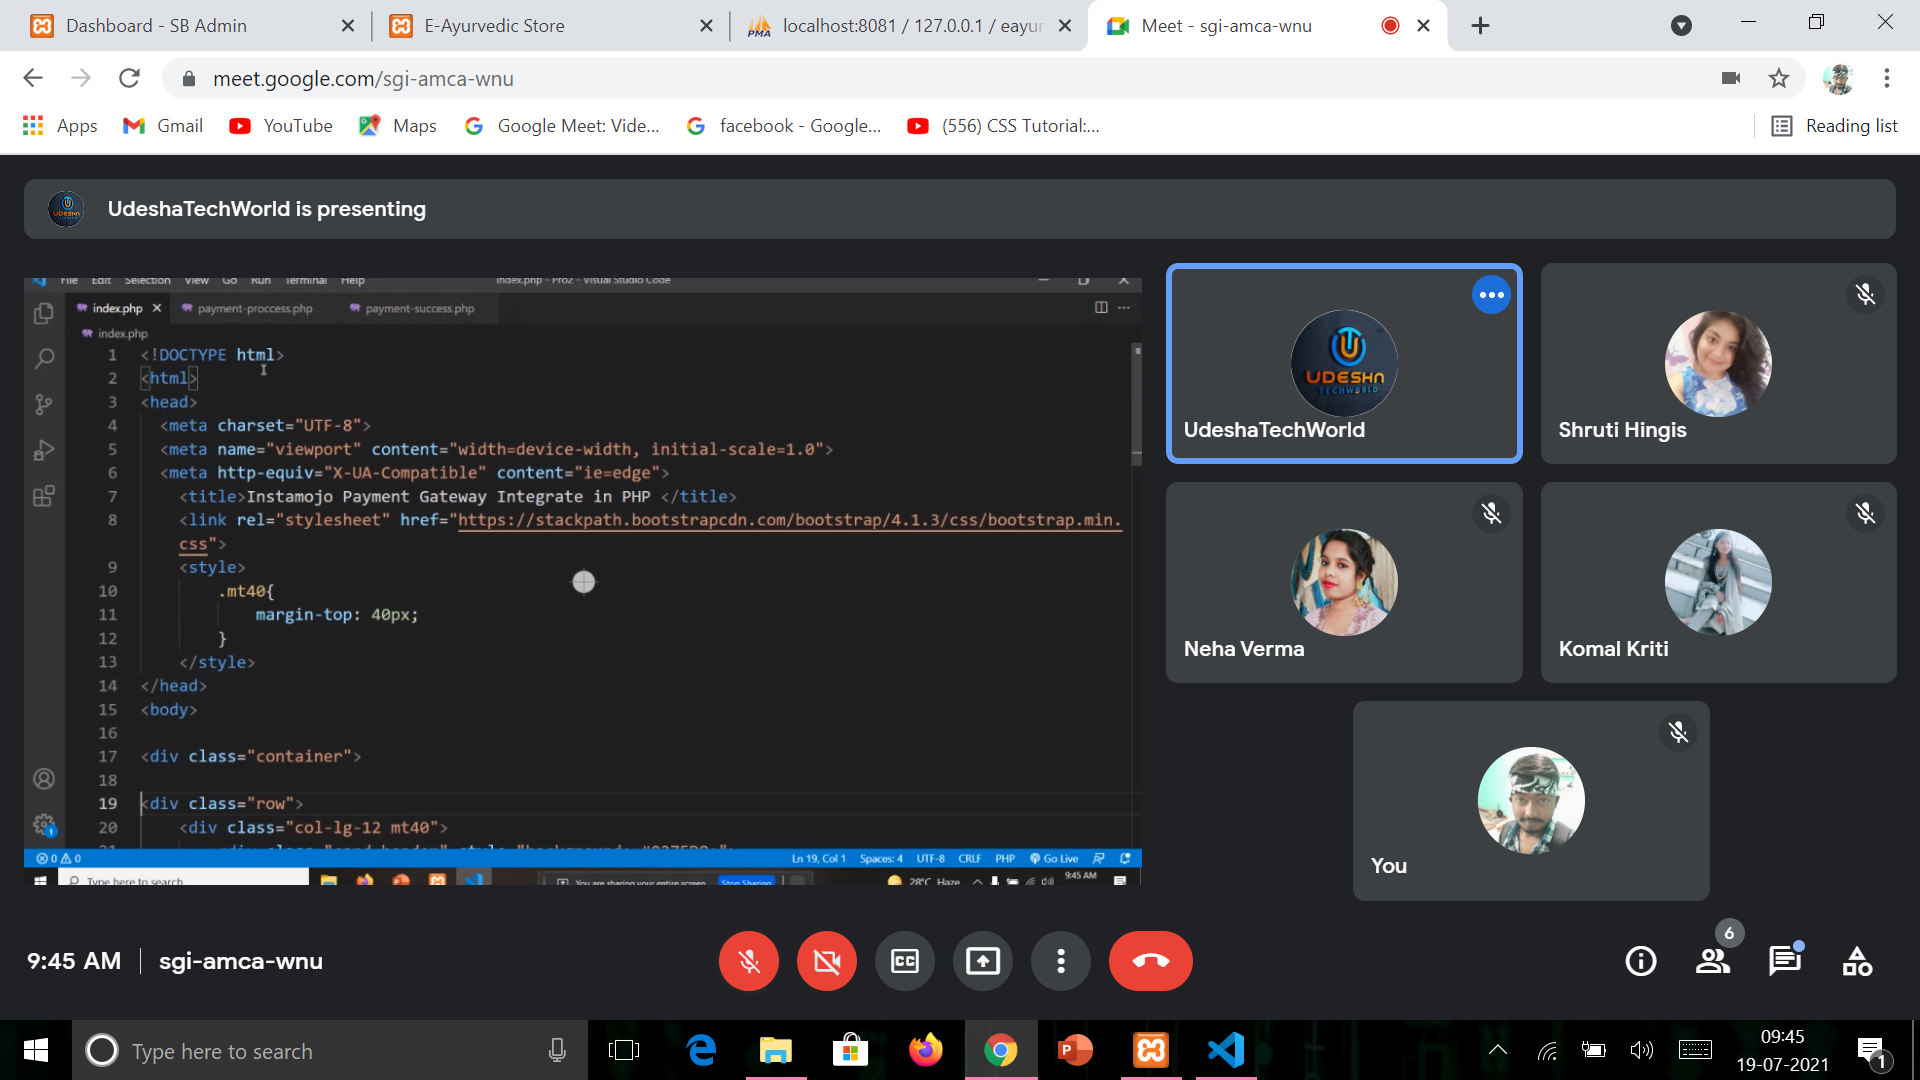 Dashboard - SB Admin
E-Ayurvedic Store
localhost:8081 / 127.0.0.1 / eayur
Meet - sgi-amca-wnu
meet.google.com/sgi-amca-wnu
Apps
Gmail
YouTube
Maps
Google Meet: Vide...
facebook - Google...
(556) CSS Tutorial:...
Reading list
UdeshaTechWorld is presenting
File Edit Selection View Go Run Terminal Help
index.php - Pro2 - Visual Studio Code
index.php
payment-proccess.php
payment-success.php
index.php
1 <!DOCTYPE html>
2 <html>
3 <head>
4 <meta charset="UTF-8">
5 <meta name="viewport" content="width=device-width, initial-scale=1.0">
6 <meta http-equiv="X-UA-Compatible" content="ie=edge">
7 <title>Instamojo Payment Gateway Integrate in PHP </title>
8 <link rel="stylesheet" href="https://stackpath.bootstrapcdn.com/bootstrap/4.1.3/css/bootstrap.min.
css">
9 <style>
10 .mt40{
11 margin-top: 40px;
12 }
13 </style>
14 </head>
15 <body>
16
17 <div class="container">
18
19 <div class="row">
20 <div class="col-lg-12 mt40">
0 0
Ln 19, Col 1 Spaces: 4 UTF-8 CRLF PHP Go Live
1
Type here to search
You are sharing your entire screen
Stop Sharing
28°C Haze
9:45 AM
UDESHA
TECHWORLD
UdeshaTechWorld
Shruti Hingis
Neha Verma
Komal Kriti
You
9:45 AM
sgi-amca-wnu
6
Type here to search
09:45
19-07-2021
1